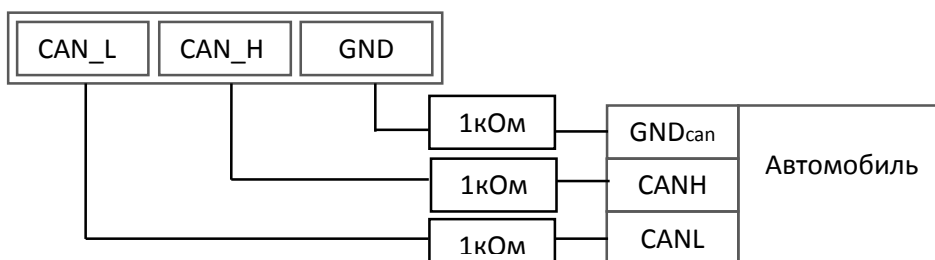 CAN_L CAN_H GND
1кОм GNDcan
Автомобиль
1кОм CANH
1кОм CANL